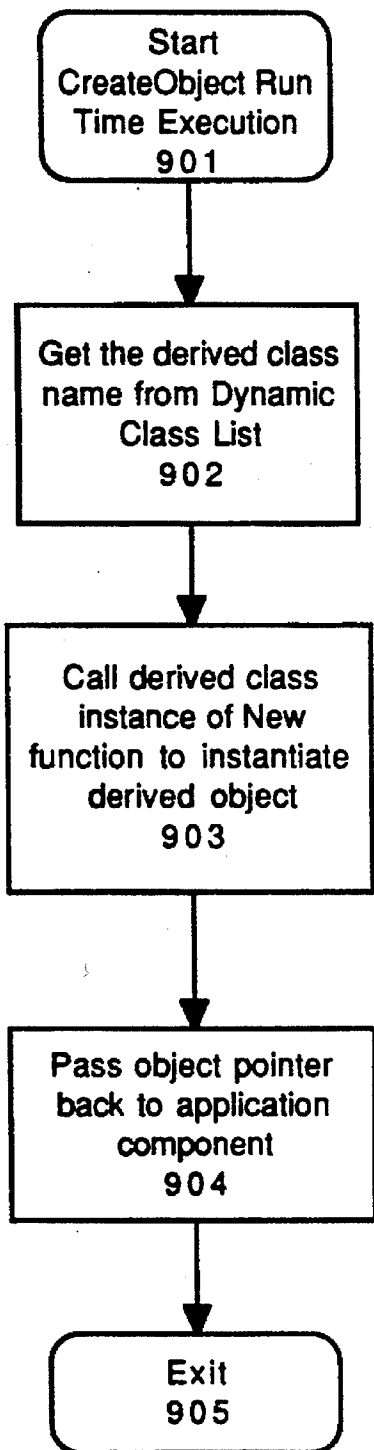 Start
CreateObject Run
Time Execution
901
Get the derived class
name from Dynamic
Class List
902
Call derived class
instance of New
function to instantiate
derived object
903
Pass object pointer
back to application
component
904
Exit
905